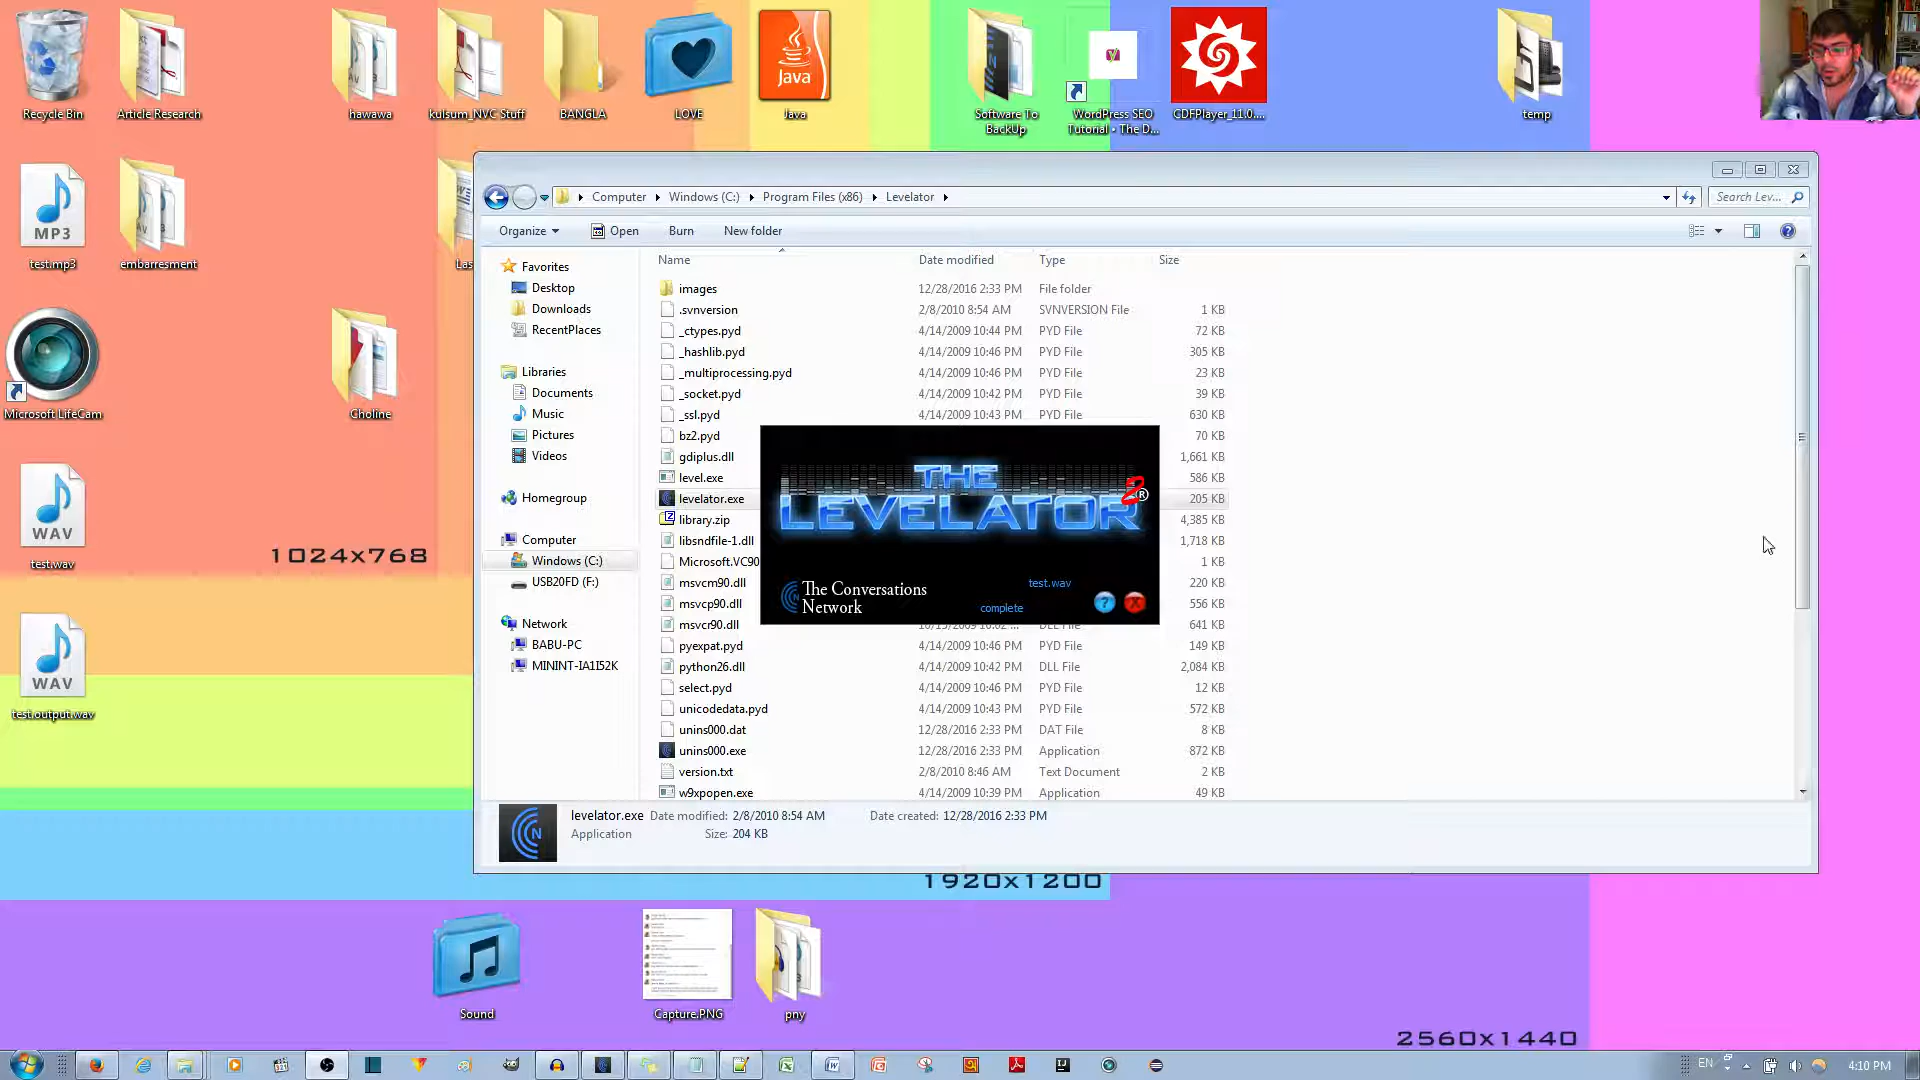 Recycle Bin
Article Research
hawawa
kulsum_NVC Stuff
BANGLA
LOVE
Java
Java
Software To
BackUp
WordPress SEO
Tutorial • The D...
CDFPlayer_11.0....
temp
MP3
test.mp3
embarresment
Las
Microsoft LifeCam
Choline
WAV
test.wav
1024x768
WAV
test.output.wav
Computer
Windows (C:)
Program Files (x86)
Levelator
Search Lev...
Organize
Open
Burn
New folder
Favorites
Desktop
Downloads
RecentPlaces
Libraries
Documents
Music
Pictures
Videos
Homegroup
Computer
Windows (C:)
USB20FD (F:)
Network
BABU-PC
MININT-IA1I52K
Name Date modified Type Size
images 12/28/2016 2:33 PM File folder
.svnversion 2/8/2010 8:54 AM SVNVERSION File 1 KB
_ctypes.pyd 4/14/2009 10:44 PM PYD File 72 KB
_hashlib.pyd 4/14/2009 10:46 PM PYD File 305 KB
_multiprocessing.pyd 4/14/2009 10:46 PM PYD File 23 KB
_socket.pyd 4/14/2009 10:42 PM PYD File 39 KB
_ssl.pyd 4/14/2009 10:43 PM PYD File 630 KB
bz2.pyd 70 KB
gdiplus.dll 1,661 KB
level.exe 586 KB
levelator.exe 205 KB
library.zip 4,385 KB
libsndfile-1.dll 1,718 KB
Microsoft.VC90 1 KB
msvcm90.dll 220 KB
msvcp90.dll 556 KB
msvcr90.dll 641 KB
pyexpat.pyd 4/14/2009 10:46 PM PYD File 149 KB
python26.dll 4/14/2009 10:42 PM DLL File 2,084 KB
select.pyd 4/14/2009 10:46 PM PYD File 12 KB
unicodedata.pyd 4/14/2009 10:43 PM PYD File 572 KB
unins000.dat 12/28/2016 2:33 PM DAT File 8 KB
unins000.exe 12/28/2016 2:33 PM Application 872 KB
version.txt 2/8/2010 8:46 AM Text Document 2 KB
w9xpopen.exe 4/14/2009 10:39 PM Application 49 KB
THE
LEVELATOR 2 ®
The Conversations
Network
test.wav
complete
levelator.exe Date modified: 2/8/2010 8:54 AM Date created: 12/28/2016 2:33 PM
Application Size: 204 KB
1920x1200
Sound
Capture.PNG
pny
2560x1440
EN
4:10 PM